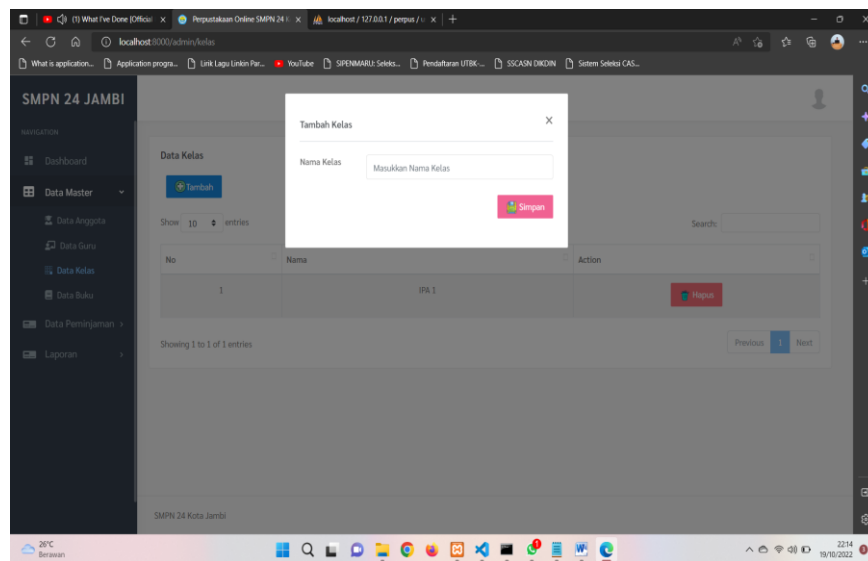 (1) What I've Done [Official
Perpustakaan Online SMPN 24 K
localhost / 127.0.0.1 / perpus / u
localhost:8000/admin/kelas
What is application...
Application progra...
Lirik Lagu Linkin Par...
YouTube
SIPENMARU: Seleks...
Pendaftaran UTBK-...
SSCASN DIKDIN
Sistem Seleksi CAS...
SMPN 24 JAMBI
NAVIGATION
Dashboard
Data Master
Data Anggota
Data Guru
Data Kelas
Data Buku
Data Peminjaman
Laporan
Tambah Kelas
Nama Kelas
Masukkan Nama Kelas
Simpan
Data Kelas
Tambah
Show 10 entries
Search:
No Nama Action
1 IPA 1 Hapus
Showing 1 to 1 of 1 entries
Previous 1 Next
SMPN 24 Kota Jambi
26°C
Berawan
22:14
19/10/2022